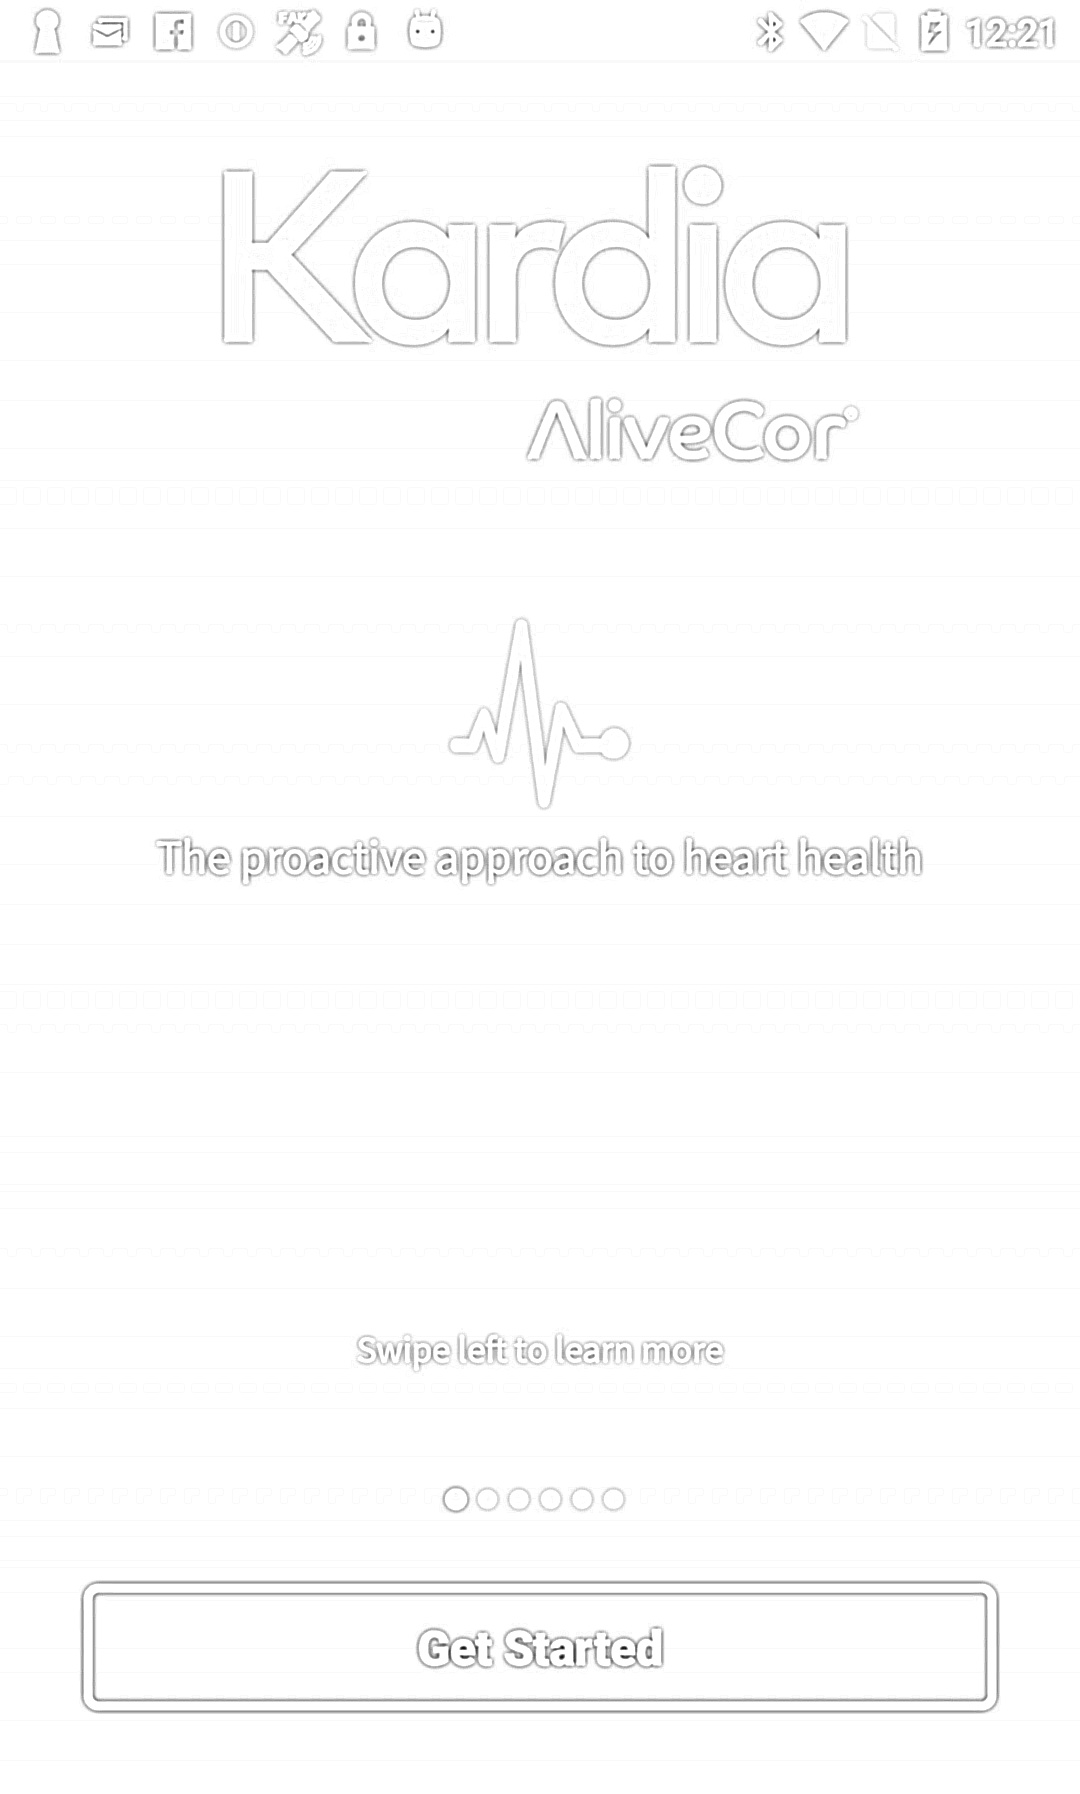 12:21
Kardia
AliveCor
The proactive approach to heart health
Swipe left to learn more
Get Started